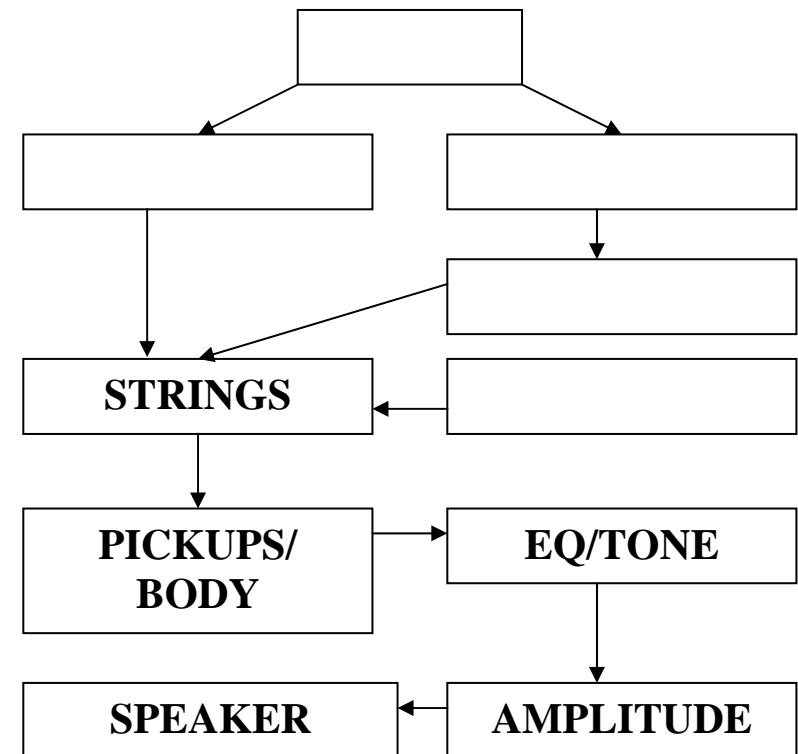 STRINGS
PICKUPS/
BODY
EQ/TONE
SPEAKER
AMPLITUDE